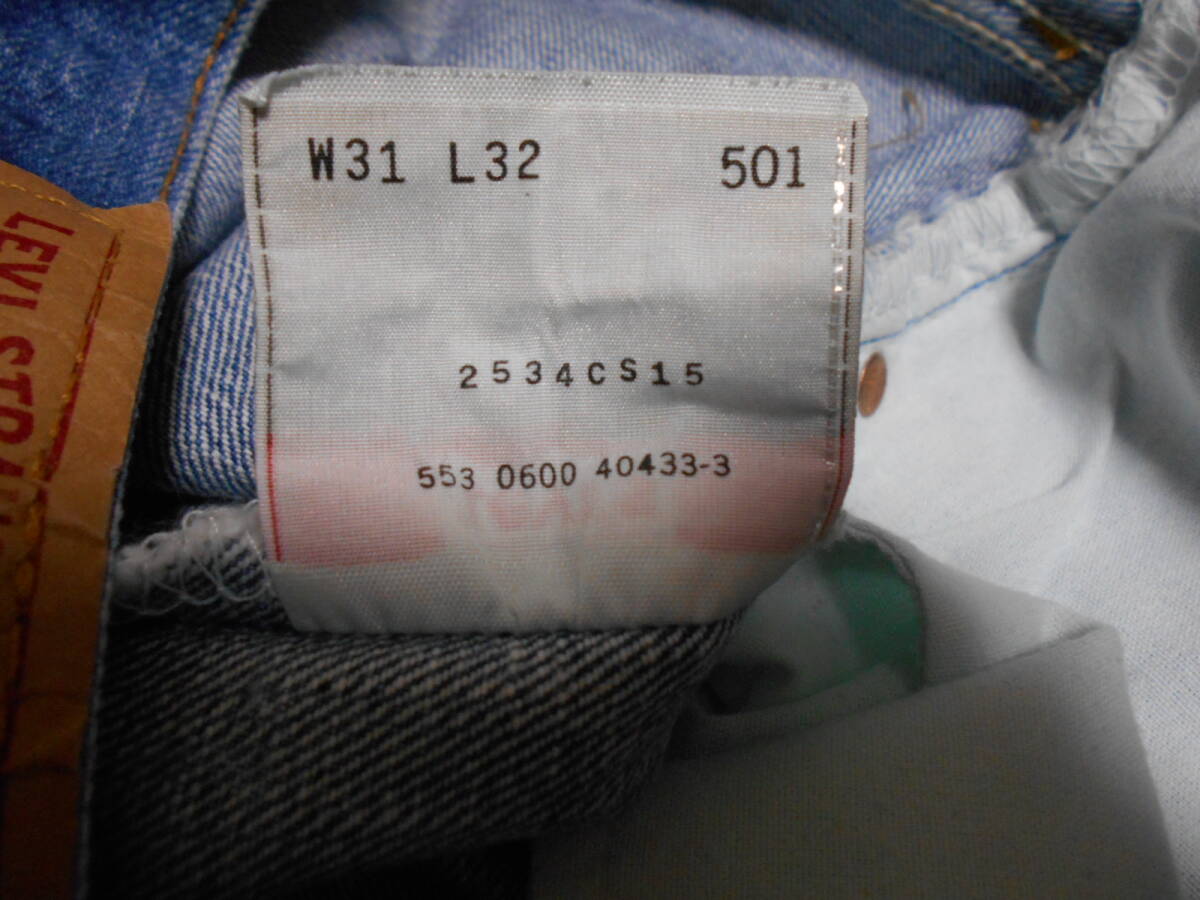 W31 L32 501
2534CS15
553 0600 40433-3
LEVI STRAU